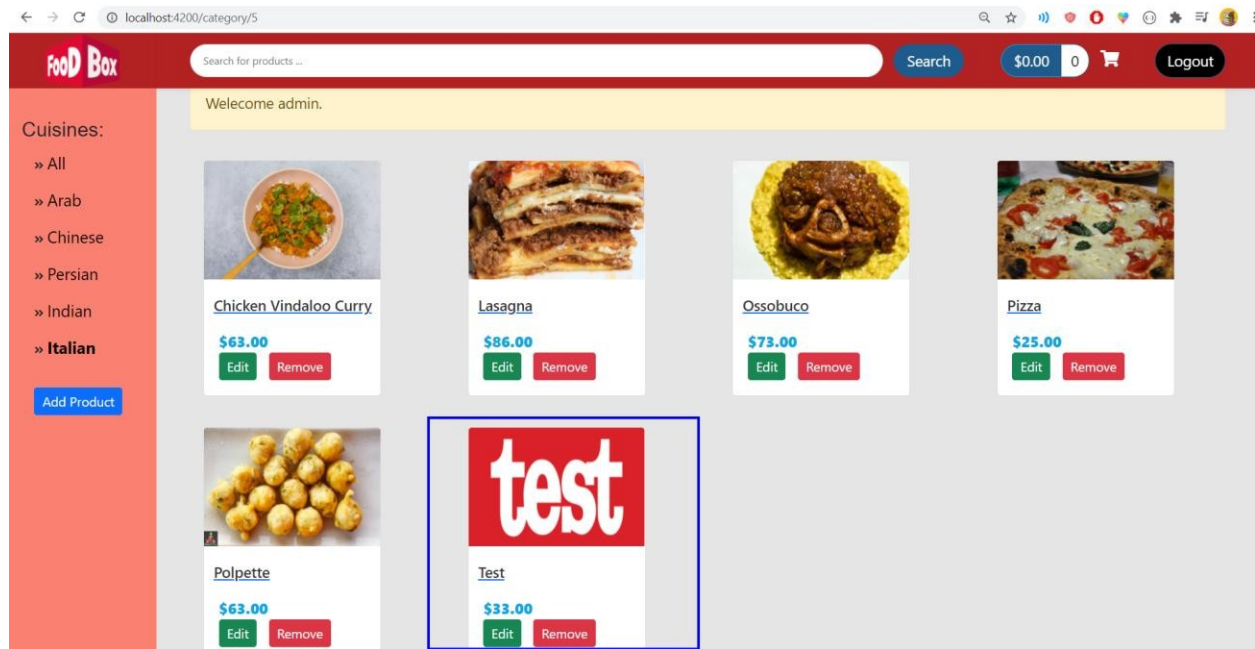 localhost:4200/category/5
FooD Box
Search for products ...
Search
$0.00 0
Logout
Welecome admin.
Cuisines:
» All
» Arab
» Chinese
» Persian
» Indian
» Italian
Add Product
Chicken Vindaloo Curry
$63.00
Edit Remove
Lasagna
$86.00
Edit Remove
Ossobuco
$73.00
Edit Remove
Pizza
$25.00
Edit Remove
Polpette
$63.00
Edit Remove
test
Test
$33.00
Edit Remove